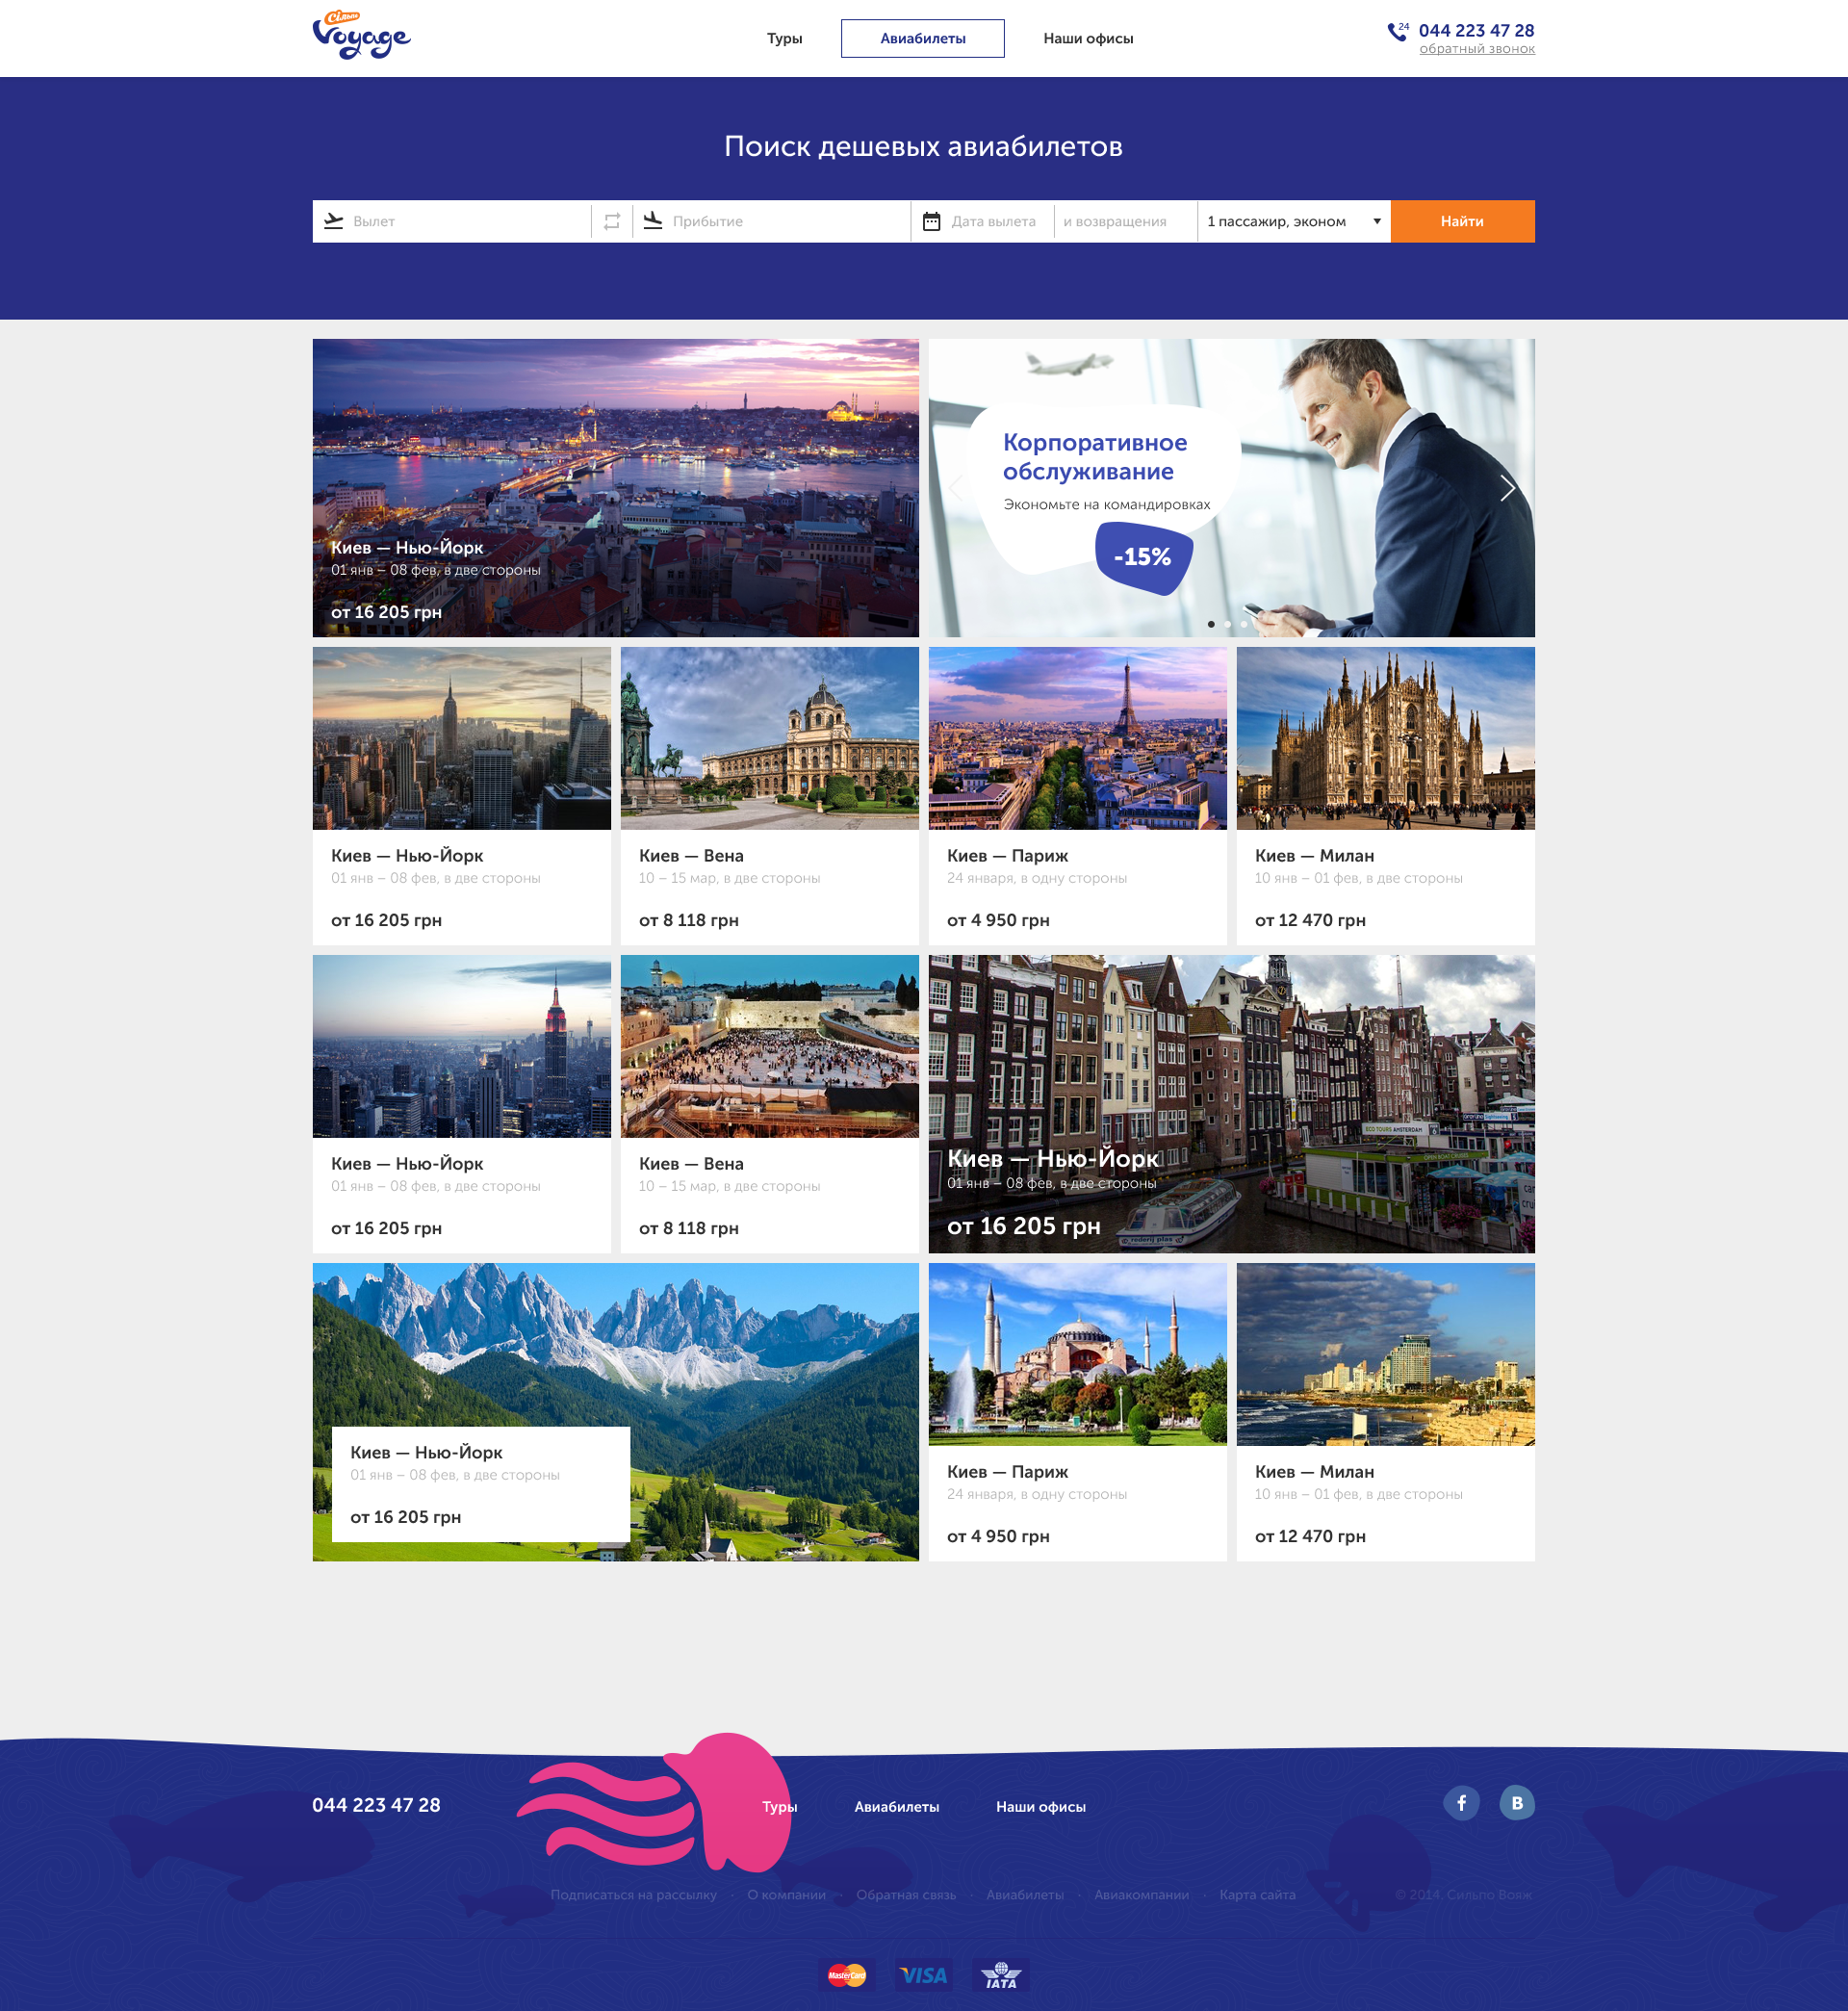 Сільпо
Voyage
Туры
Авиабилеты
Наши офисы
24
044 223 47 28
обратный звонок
Поиск дешевых авиабилетов
Вылет
Прибытие
Дата вылета
и возвращения
1 пассажир, эконом
Найти
Киев — Нью-Йорк
01 янв – 08 фев, в две стороны
от 16 205 грн
Корпоративное
обслуживание
Экономьте на командировках
-15%
Киев — Нью-Йорк
01 янв – 08 фев, в две стороны
от 16 205 грн
Киев — Вена
10 – 15 мар, в две стороны
от 8 118 грн
Киев — Париж
24 января, в одну стороны
от 4 950 грн
Киев — Милан
10 янв – 01 фев, в две стороны
от 12 470 грн
Киев — Нью-Йорк
01 янв – 08 фев, в две стороны
от 16 205 грн
Киев — Вена
10 – 15 мар, в две стороны
от 8 118 грн
ECO TOURS AMSTERDAM
Киев — Нью-Йорк
01 янв – 08 фев, в две стороны
от 16 205 грн
rederij plas
Киев — Нью-Йорк
01 янв – 08 фев, в две стороны
от 16 205 грн
Киев — Париж
24 января, в одну стороны
от 4 950 грн
Киев — Милан
10 янв – 01 фев, в две стороны
от 12 470 грн
044 223 47 28
Туры
Авиабилеты
Наши офисы
f
B
Подписаться на рассылку · О компании · Обратная связь · Авиабилеты · Авиакомпании · Карта сайта
© 2014, Сильпо Вояж
MasterCard
VISA
IATA